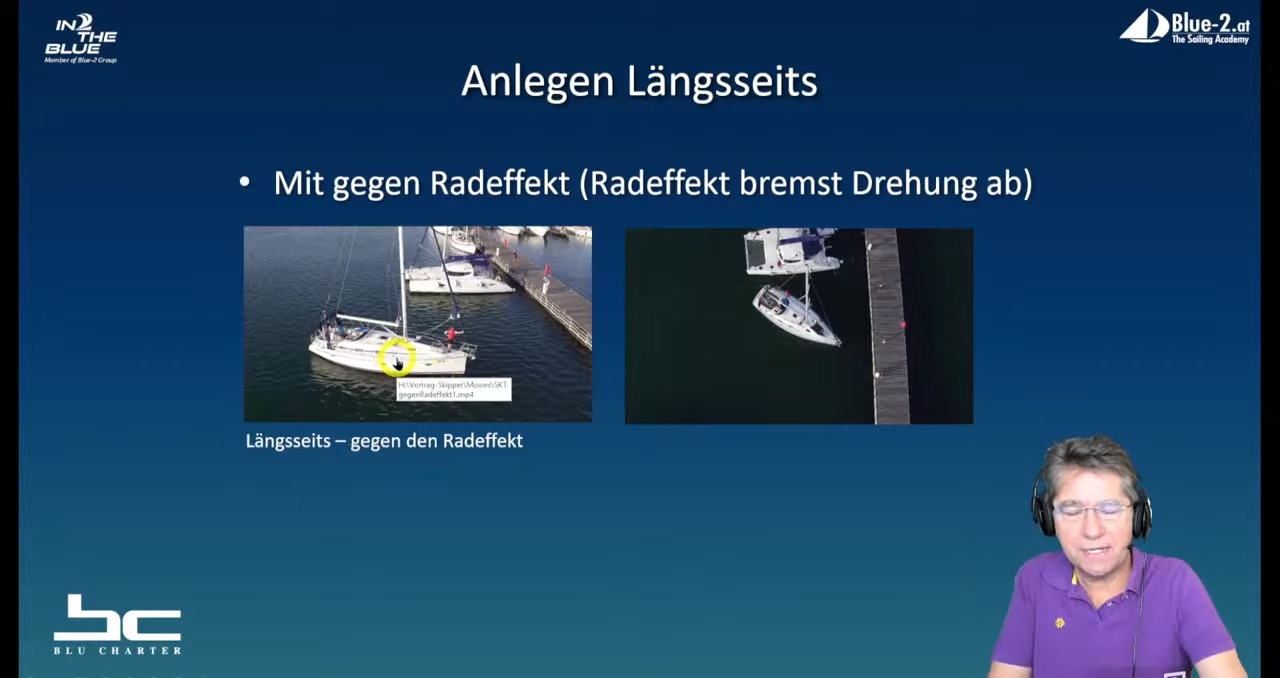 IN2
THE
BLUE
Member of Blue-2 Group
Blue-2.at
The Sailing Academy
Anlegen Längsseits
• Mit gegen Radeffekt (Radeffekt bremst Drehung ab)
H:\Vortrag-Skipper\Movies\SKT-
gegenRadeffekt1.mp4
Längsseits – gegen den Radeffekt
bc
BLU CHARTER